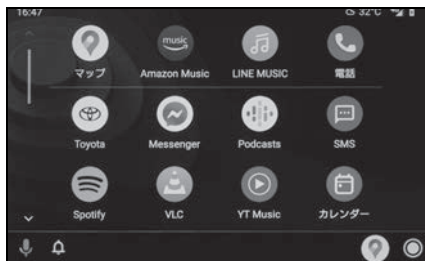 16:47 32°C
music
マップ Amazon Music LINE MUSIC 電話
Toyota Messenger Podcasts SMS
Spotify VLC YT Music カレンダー